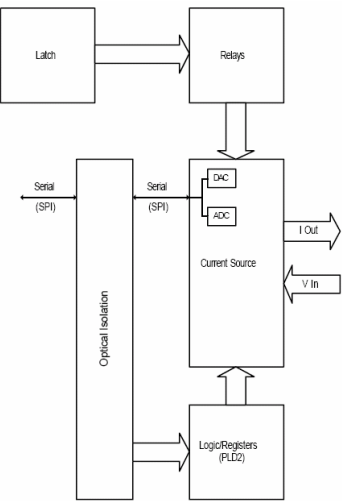 Latch
Relays
DAC
Serial
Serial
(SPI)
(SPI)
ADC
I Out
Current Source
V In
Optical Isolation
Logic/Registers
(PLD2)